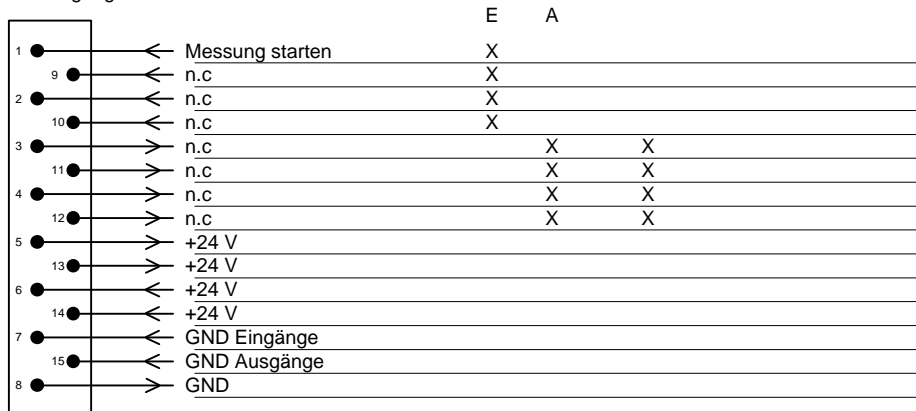 E A
1 Messung starten X
9 n.c X
2 n.c X
10 n.c X
3 n.c X X
11 n.c X X
4 n.c X X
12 n.c X X
5 +24 V
13 +24 V
6 +24 V
14 +24 V
7 GND Eingänge
15 GND Ausgänge
8 GND